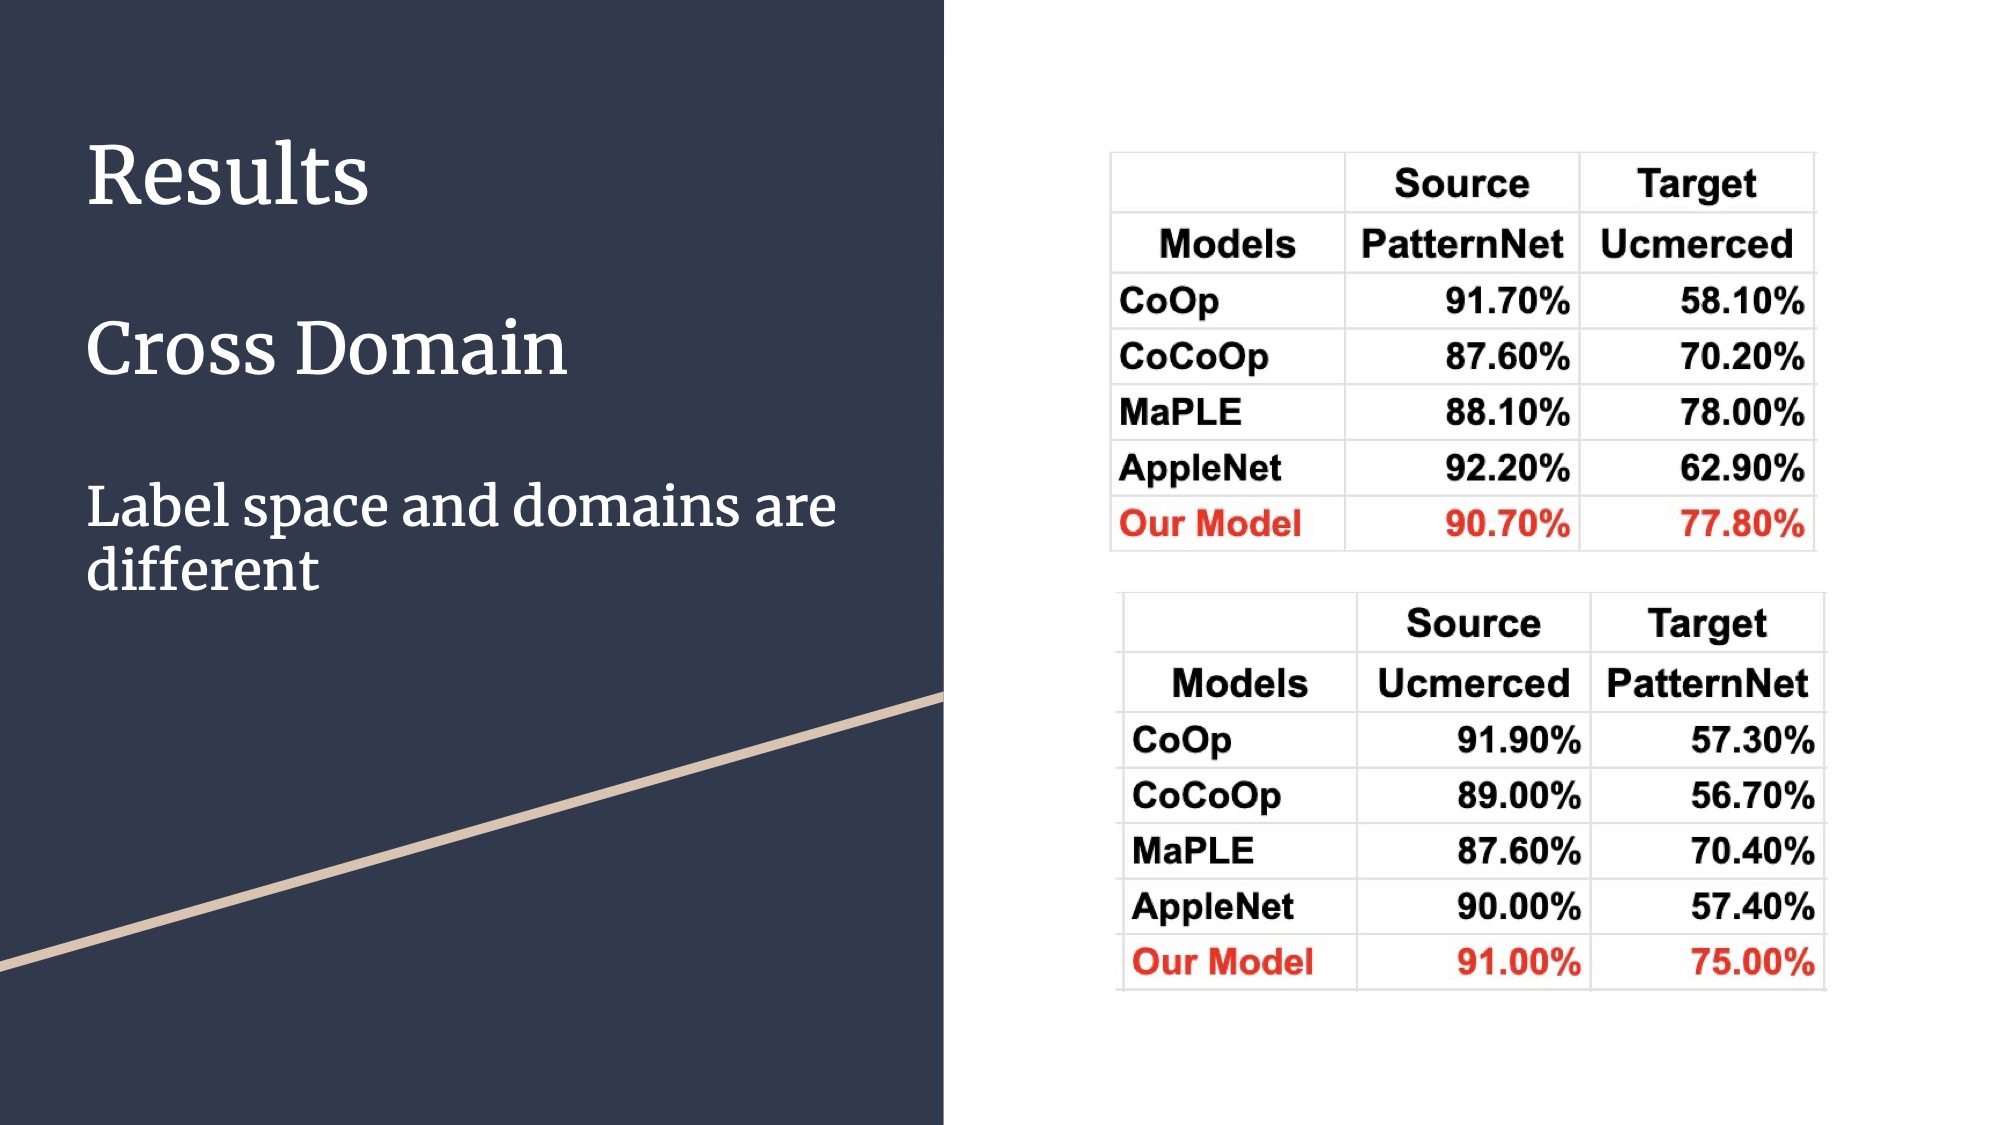 Results
Cross Domain
Label space and domains are
different
Source Target
Models PatternNet Ucmerced
CoOp 91.70% 58.10%
CoCoOp 87.60% 70.20%
MaPLE 88.10% 78.00%
AppleNet 92.20% 62.90%
Our Model 90.70% 77.80%
Source Target
Models Ucmerced PatternNet
CoOp 91.90% 57.30%
CoCoOp 89.00% 56.70%
MaPLE 87.60% 70.40%
AppleNet 90.00% 57.40%
Our Model 91.00% 75.00%